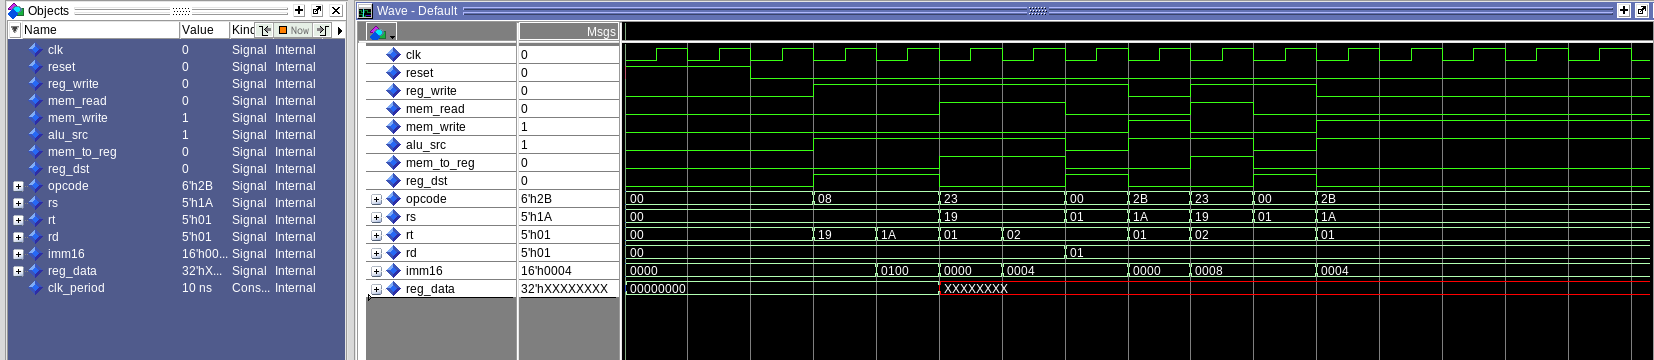 Objects
Name Value Kind Now
clk 0 Signal Internal
reset 0 Signal Internal
reg_write 0 Signal Internal
mem_read 0 Signal Internal
mem_write 1 Signal Internal
alu_src 1 Signal Internal
mem_to_reg 0 Signal Internal
reg_dst 0 Signal Internal
opcode 6'h2B Signal Internal
rs 5'h1A Signal Internal
rt 5'h01 Signal Internal
rd 5'h01 Signal Internal
imm16 16'h00... Signal Internal
reg_data 32'hX... Signal Internal
clk_period 10 ns Cons... Internal
Wave - Default
Msgs
clk 0
reset 0
reg_write 0
mem_read 0
mem_write 1
alu_src 1
mem_to_reg 0
reg_dst 0
opcode 6'h2B 00 08 23 00 2B 23 00 2B
rs 5'h1A 00 19 01 1A 19 01 1A
rt 5'h01 00 19 1A 01 02 01 02 01
rd 5'h01 00 01
imm16 16'h0004 0000 0100 0000 0004 0000 0008 0004
reg_data 32'hXXXXXXXX 00000000 XXXXXXXX